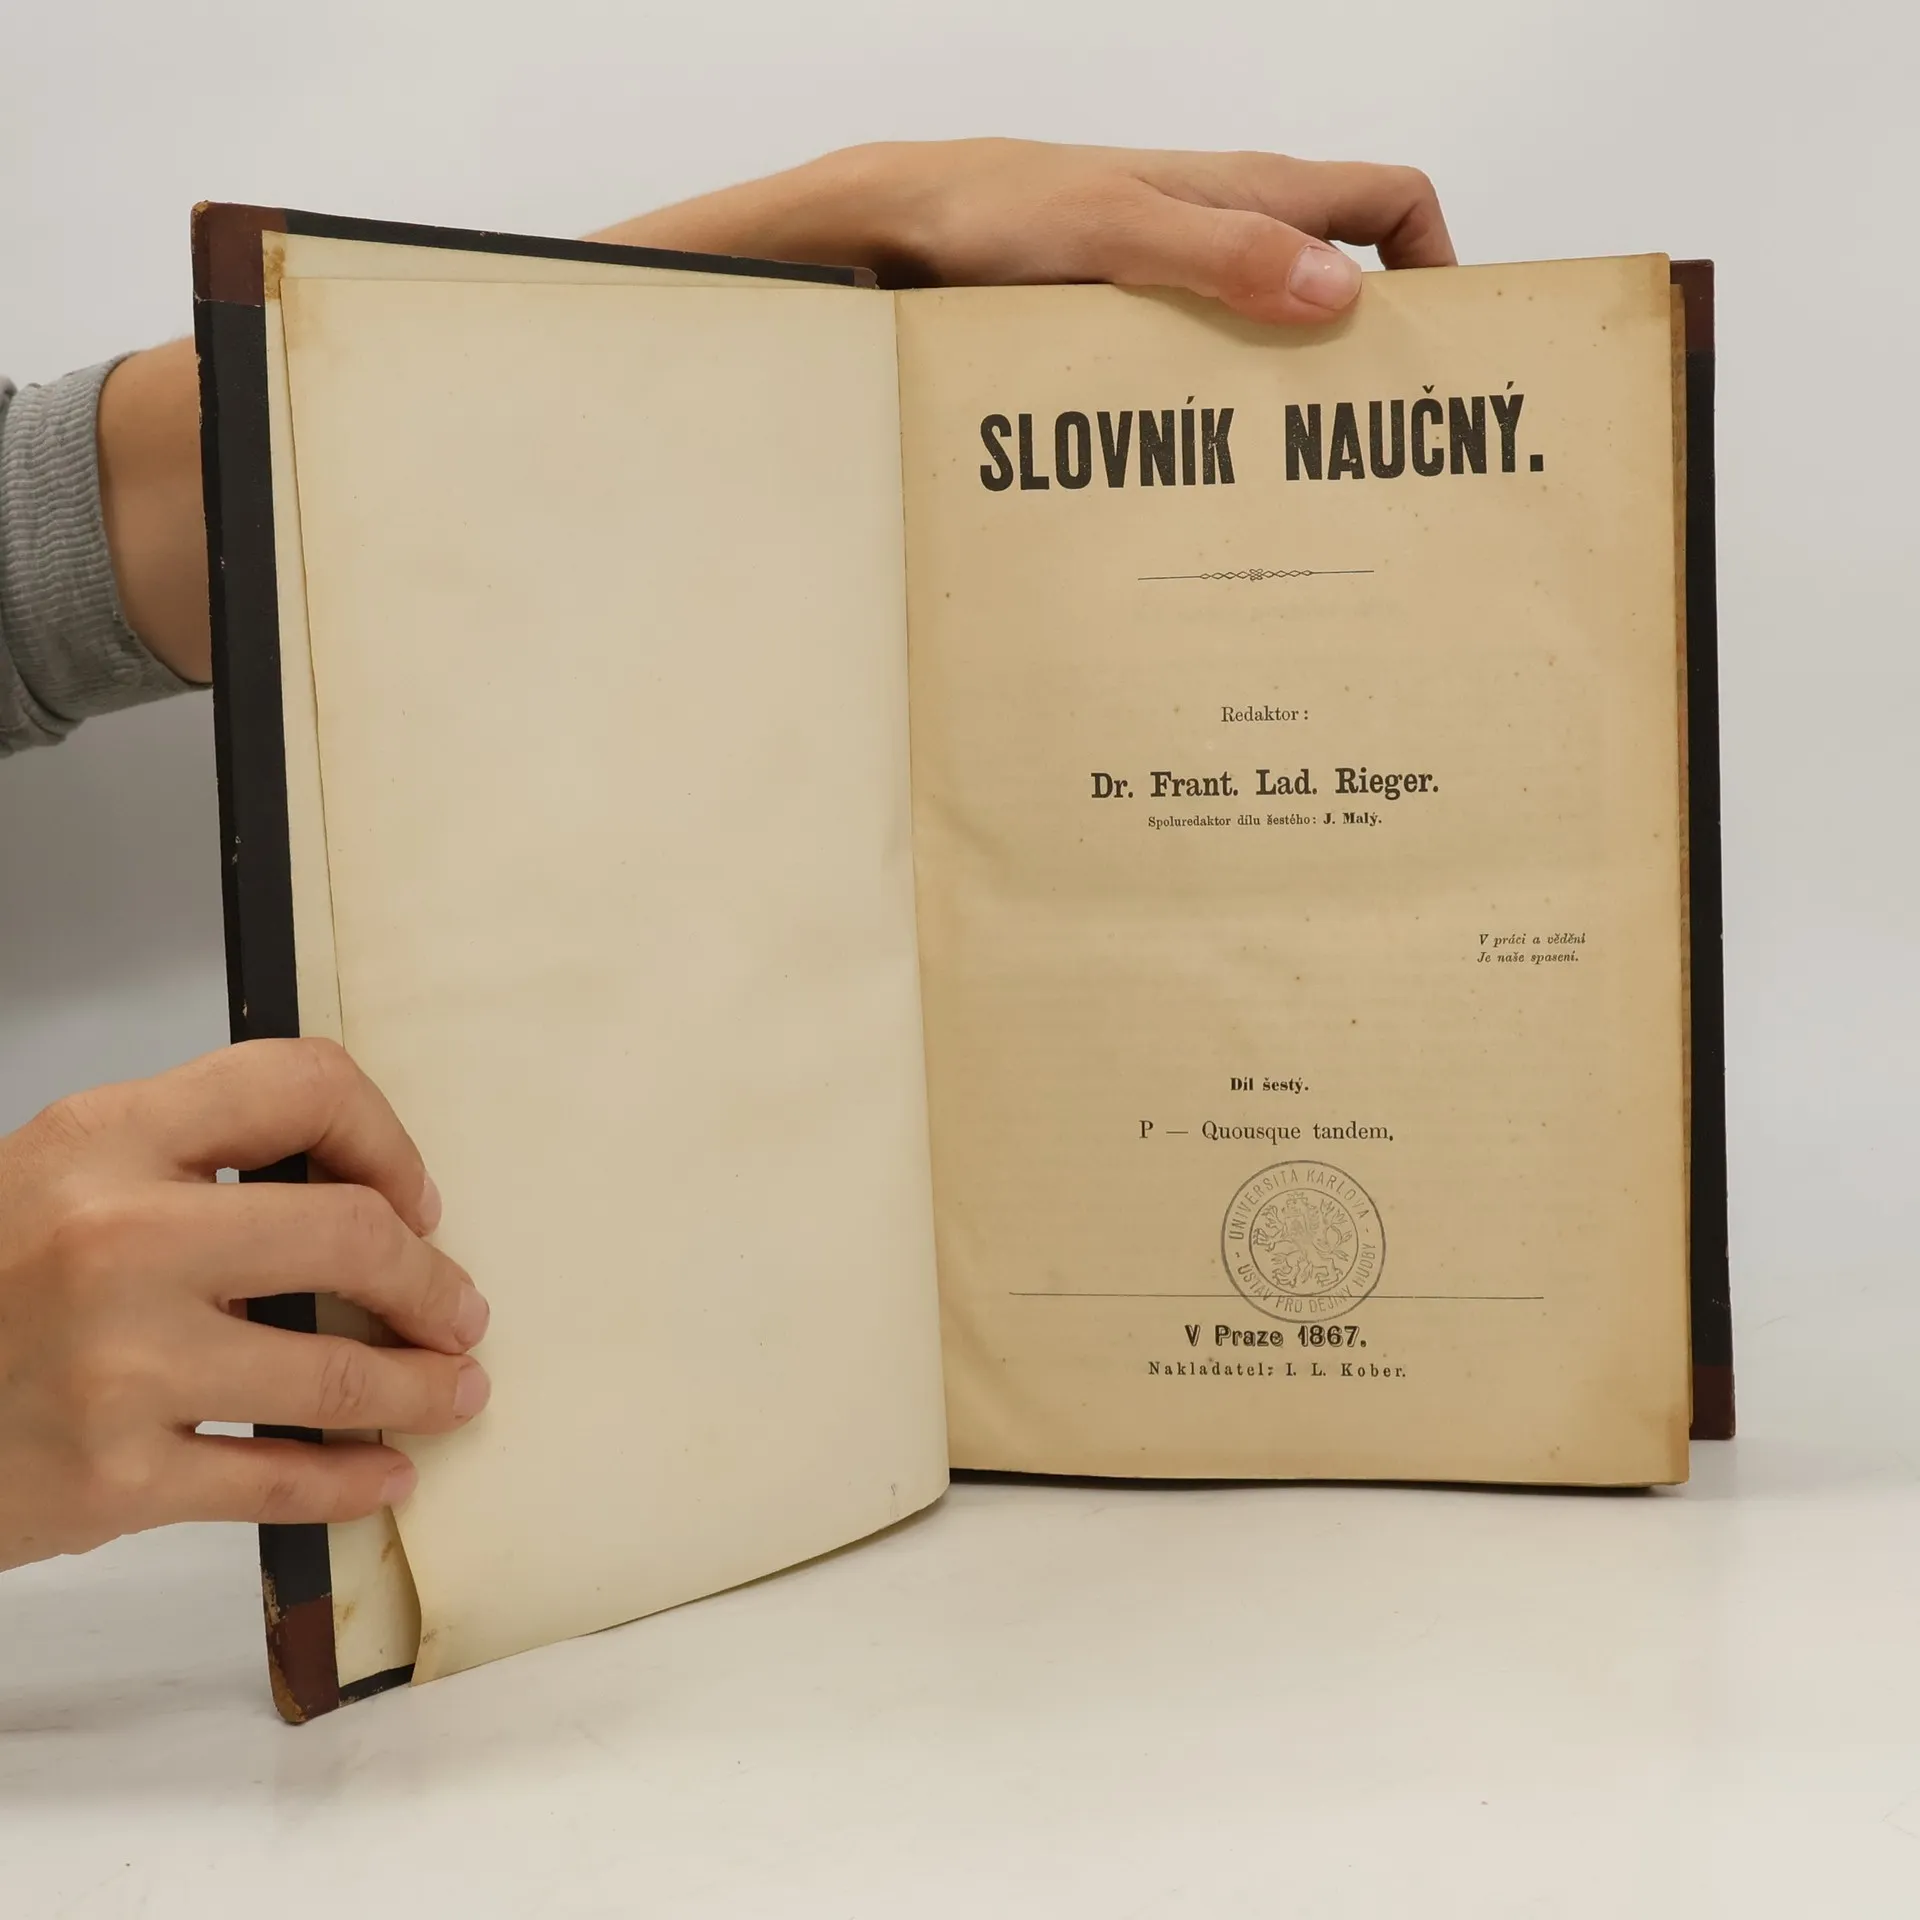 SLOVNÍK NAUČNÝ.
Redaktor:
Dr. Frant. Lad. Rieger.
Spoluredaktor dílu šestého: J. Malý.
V práci a vědění
Je naše spasení.
Díl šestý.
P — Quousque tandem.
UNIVERSITA KARLOVA - ÚSTAV PRO DĚJINY HUDBY -
V Praze 1867.
Nakladatel: I. L. Kober.